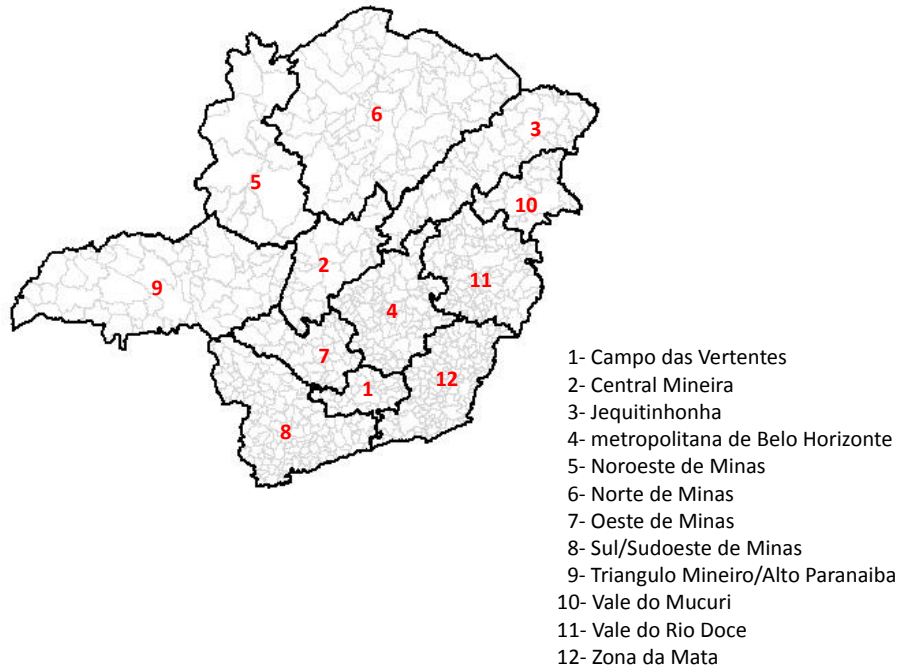 6
3
5
10
2
11
9
4
7
12
1
8
1- Campo das Vertentes
2- Central Mineira
3- Jequitinhonha
4- metropolitana de Belo Horizonte
5- Noroeste de Minas
6- Norte de Minas
7- Oeste de Minas
8- Sul/Sudoeste de Minas
9- Triangulo Mineiro/Alto Paranaiba
10- Vale do Mucuri
11- Vale do Rio Doce
12- Zona da Mata